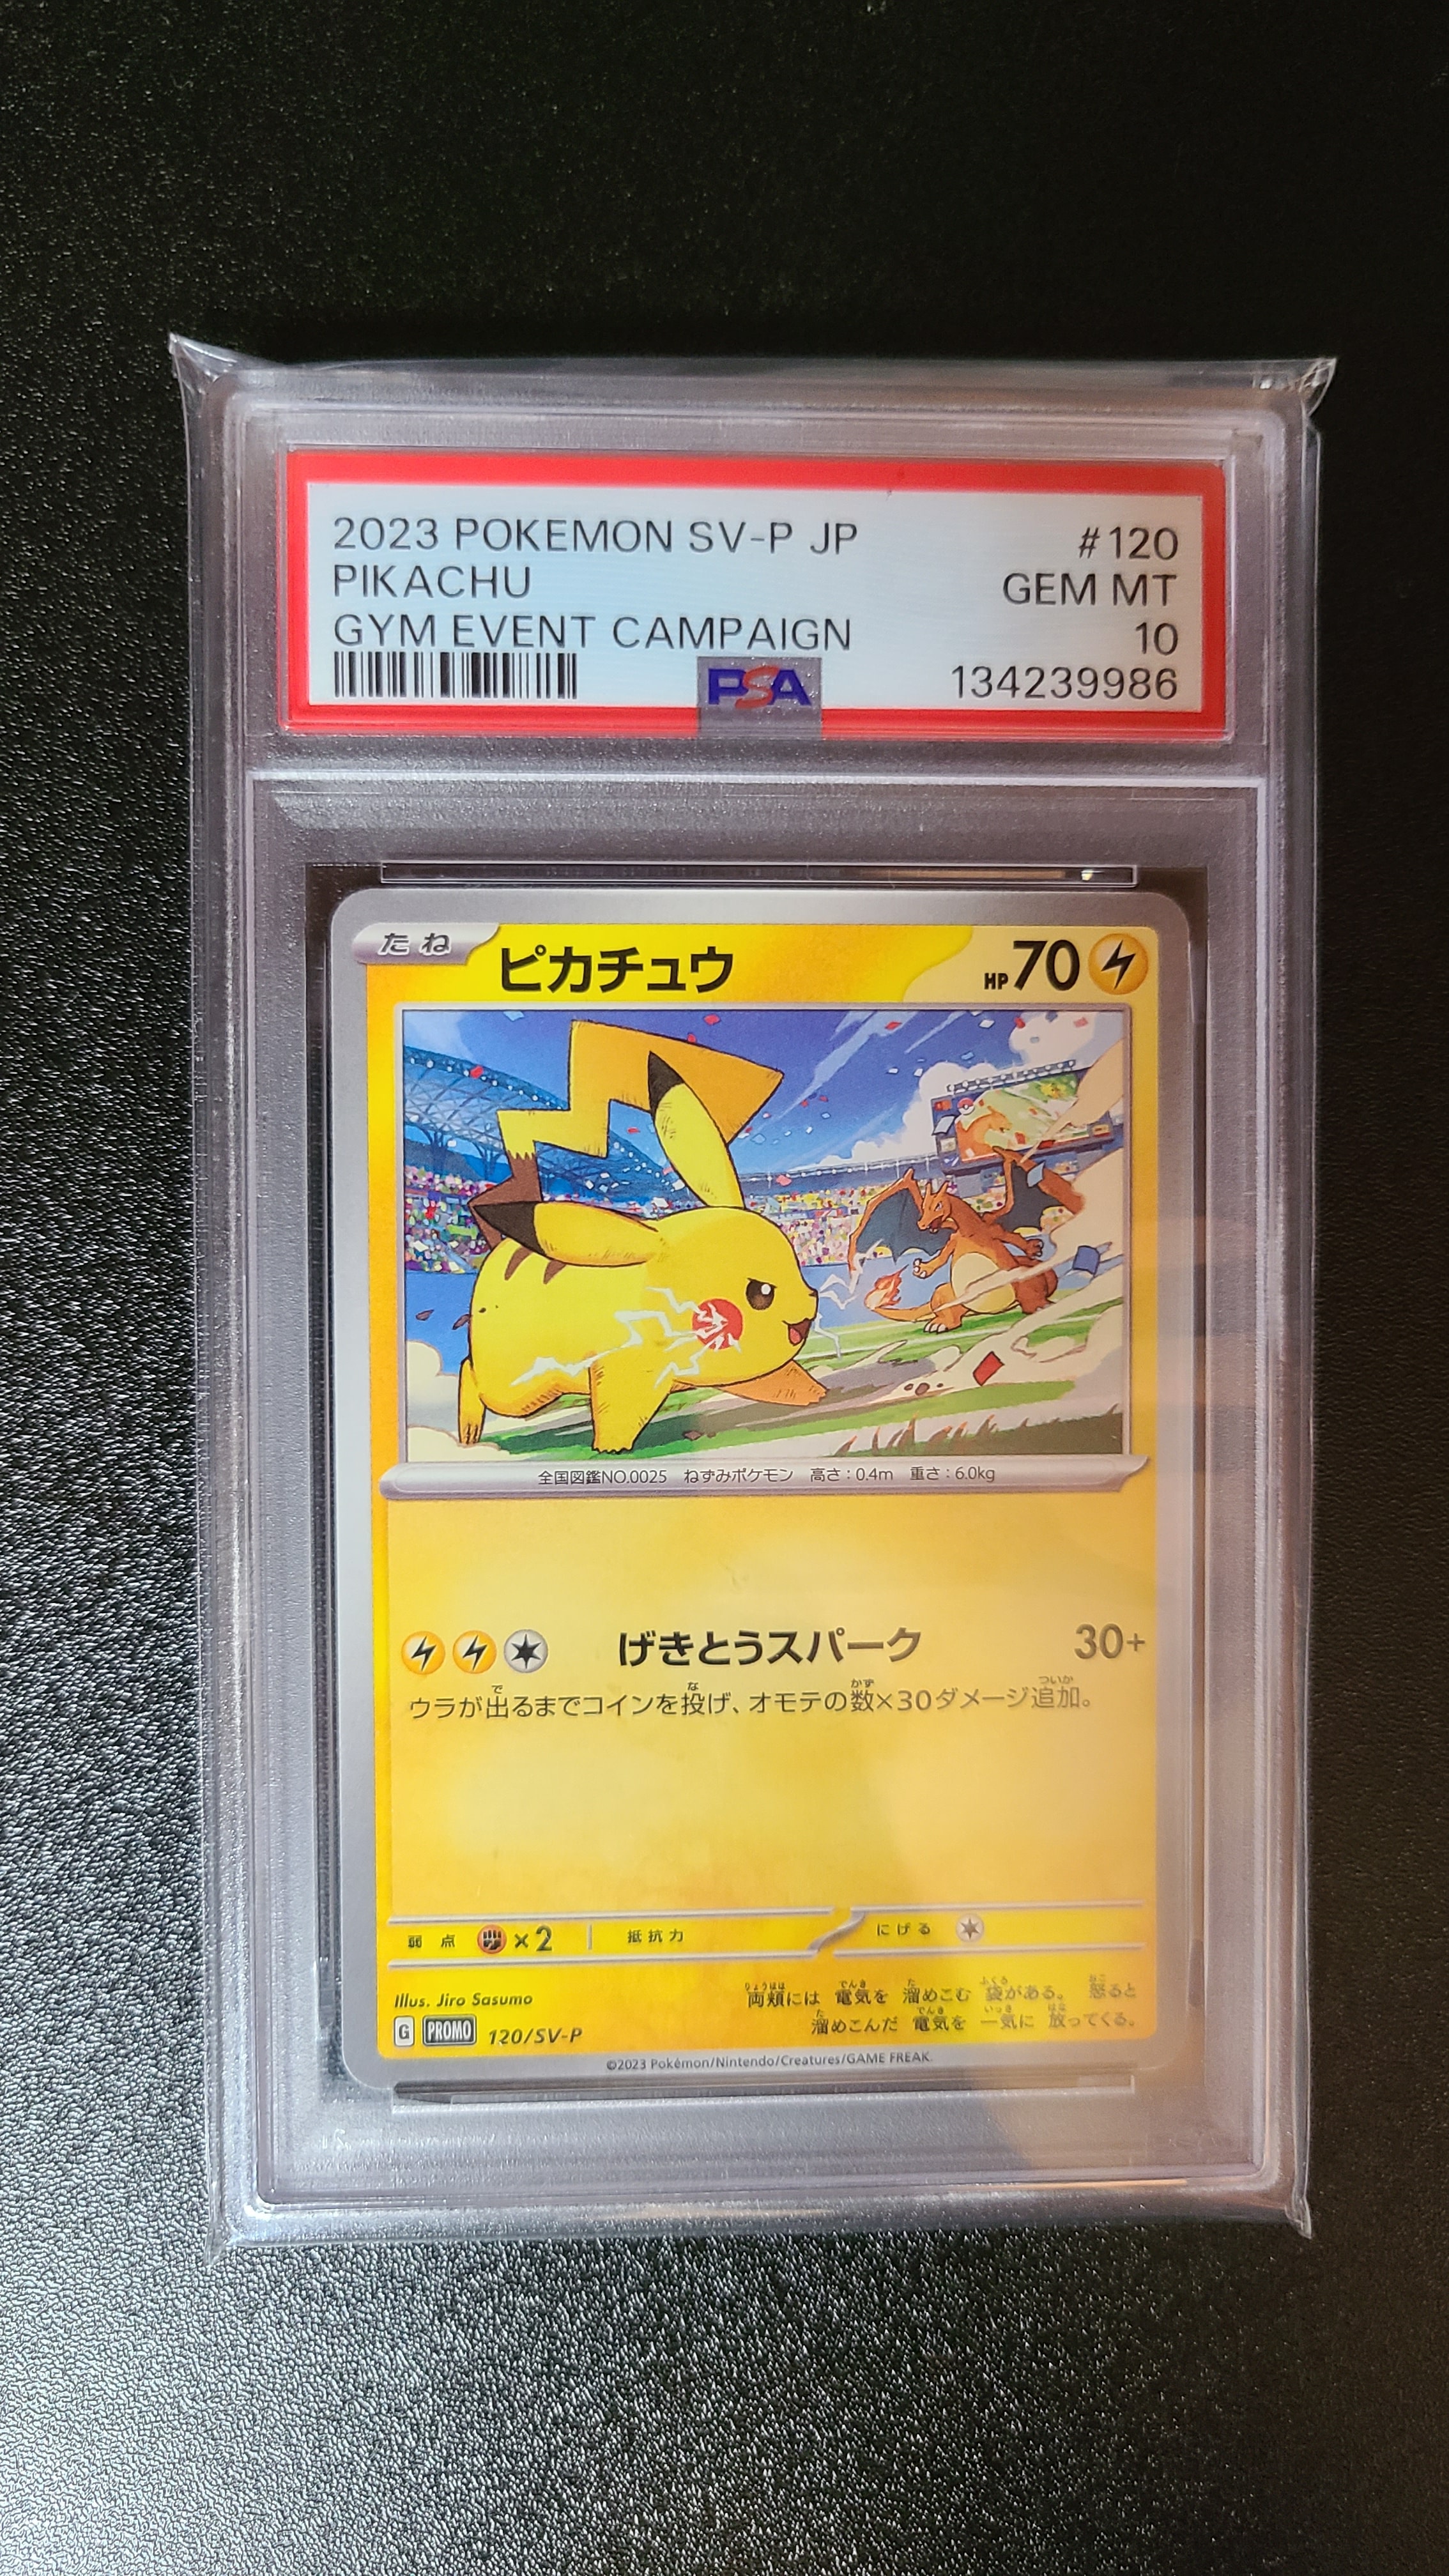 2023 POKEMON SV-P JP #120
PIKACHU GEM MT
GYM EVENT CAMPAIGN 10
PSA 134239986
たね ピカチュウ HP 70
全国図鑑NO.0025 ねずみポケモン 高さ:0.4m 重さ:6.0kg
げきとうスパーク 30+
ウラが出るまでコインを投げ、オモテの数×30ダメージ追加。
弱点 ×2 抵抗力 にげる
Illus. Jiro Sasumo
両頬には 電気を 溜めこむ 袋がある。 怒ると
溜めこんだ 電気を 一気に 放ってくる。
G PROMO 120/SV-P
©2023 Pokémon/Nintendo/Creatures/GAME FREAK.